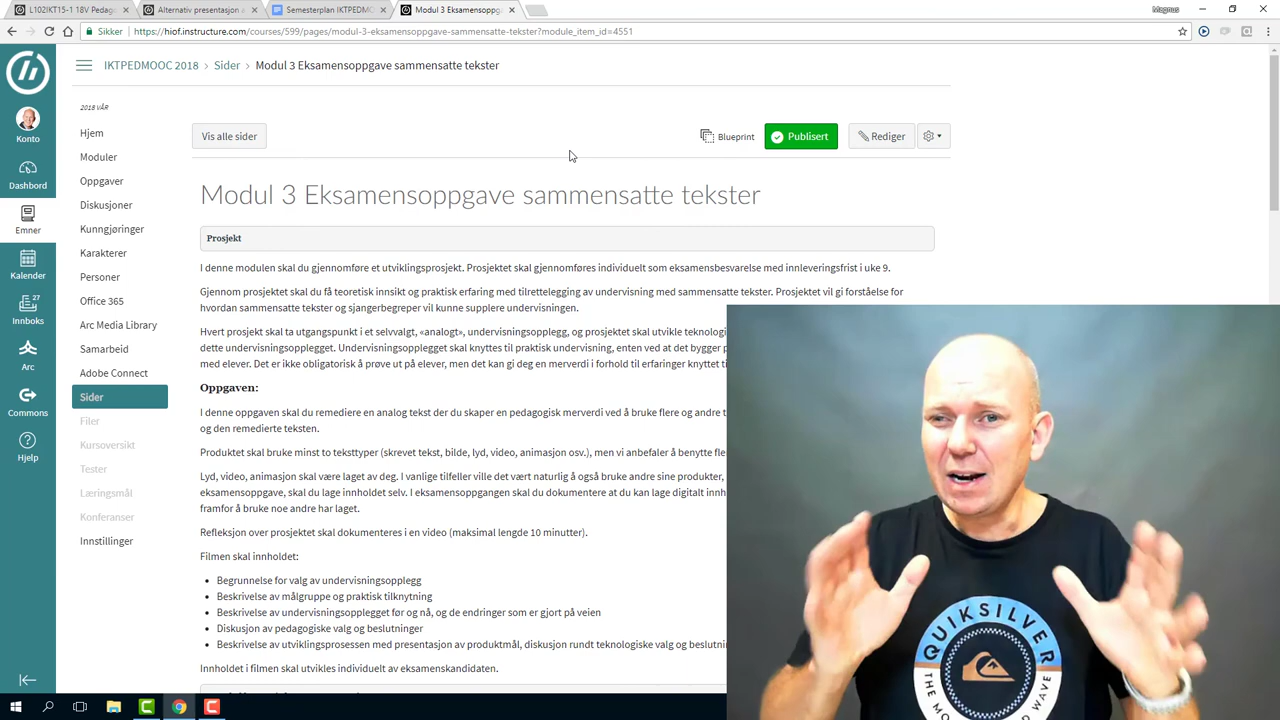 L102IKT15-1 18V Pedag
Alternativ presentasjon
Semesterplan IKTPEDMO
Modul 3 Eksamensoppg
Magnus
Sikker
https://hiof.instructure.com/courses/599/pages/modul-3-eksamensoppgave-sammensatte-tekster?module_item_id=4551
IKTPEDMOOC 2018 › Sider › Modul 3 Eksamensoppgave sammensatte tekster
Konto
Dashbord
Emner
Kalender
27
Innboks
Arc
Commons
Hjelp
2018 VÅR
Hjem
Moduler
Oppgaver
Diskusjoner
Kunngjøringer
Karakterer
Personer
Office 365
Arc Media Library
Samarbeid
Adobe Connect
Sider
Filer
Kursoversikt
Tester
Læringsmål
Konferanser
Innstillinger
Vis alle sider
Blueprint
Publisert
Rediger
Modul 3 Eksamensoppgave sammensatte tekster
Prosjekt
I denne modulen skal du gjennomføre et utviklingsprosjekt. Prosjektet skal gjennomføres individuelt som eksamensbesvarelse med innleveringsfrist i uke 9.
Gjennom prosjektet skal du få teoretisk innsikt og praktisk erfaring med tilrettelegging av undervisning med sammensatte tekster. Prosjektet vil gi forståelse for
hvordan sammensatte tekster og sjangerbegreper vil kunne supplere undervisningen.
Hvert prosjekt skal ta utgangspunkt i et selvvalgt, «analogt», undervisningsopplegg, og prosjektet skal utvikle teknologi
dette undervisningsopplegget. Undervisningsopplegget skal knyttes til praktisk undervisning, enten ved at det bygger p
med elever. Det er ikke obligatorisk å prøve ut på elever, men det kan gi deg en merverdi i forhold til erfaringer knyttet ti
Oppgaven:
I denne oppgaven skal du remediere en analog tekst der du skaper en pedagogisk merverdi ved å bruke flere og andre t
og den remedierte teksten.
Produktet skal bruke minst to teksttyper (skrevet tekst, bilde, lyd, video, animasjon osv.), men vi anbefaler å benytte fle
Lyd, video, animasjon skal være laget av deg. I vanlige tilfeller ville det vært naturlig å også bruke andre sine produkter,
eksamensoppgave, skal du lage innholdet selv. I eksamensoppgangen skal du dokumentere at du kan lage digitalt innh
framfor å bruke noe andre har laget.
Refleksjon over prosjektet skal dokumenteres i en video (maksimal lengde 10 minutter).
Filmen skal innholdet:
• Begrunnelse for valg av undervisningsopplegg
• Beskrivelse av målgruppe og praktisk tilknytning
• Beskrivelse av undervisningsopplegget før og nå, og de endringer som er gjort på veien
• Diskusjon av pedagogiske valg og beslutninger
• Beskrivelse av utviklingsprosessen med presentasjon av produktmål, diskusjon rundt teknologiske valg og beslutni
Innholdet i filmen skal utvikles individuelt av eksamenskandidaten.
QUIKSILVER